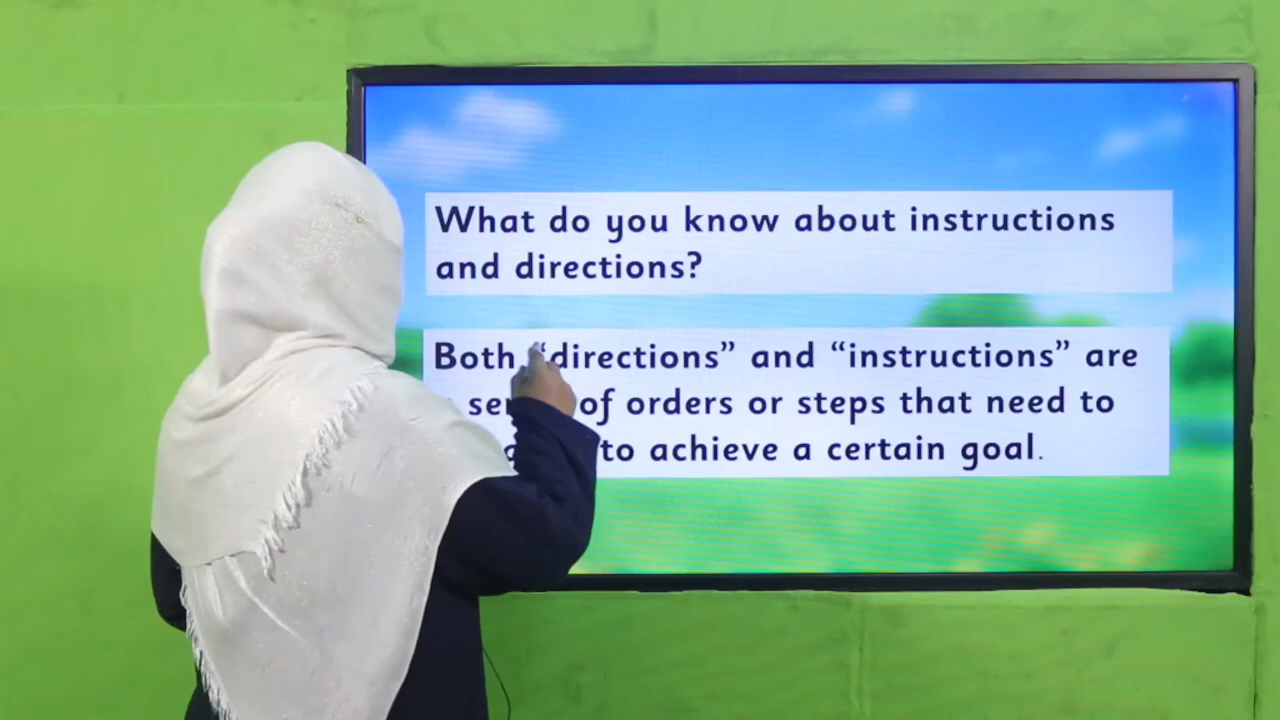 What do you know about instructions
and directions?
Both “directions” and “instructions” are
of orders or steps that need to
to achieve a certain goal.